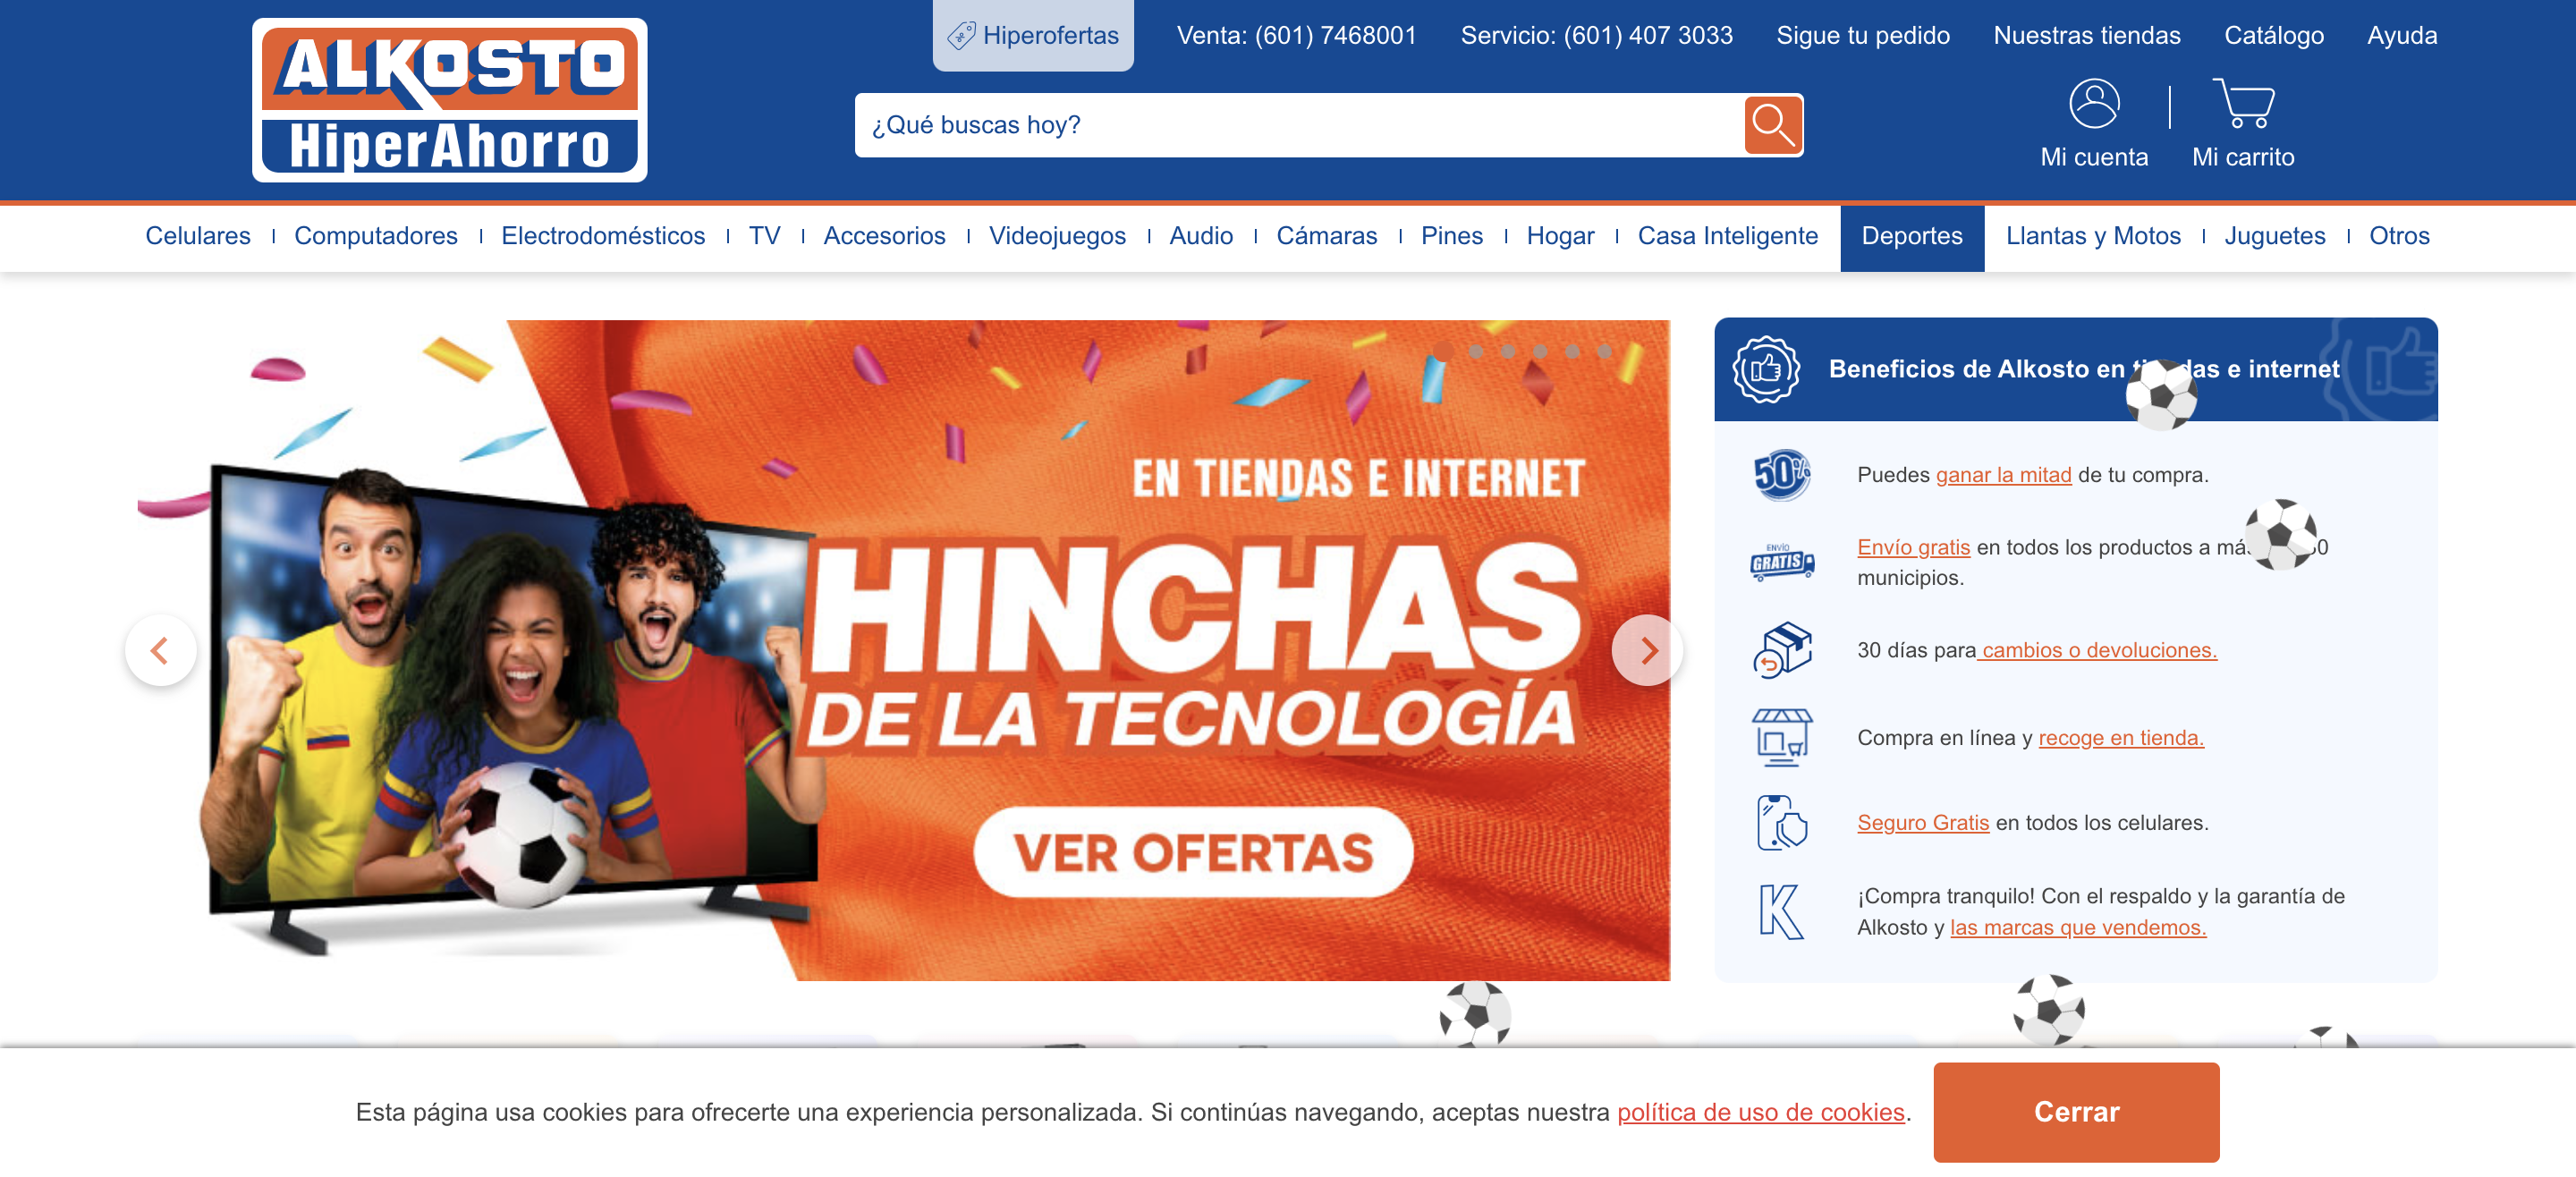 ALKOSTO
HiperAhorro
Hiperofertas
Venta: (601) 7468001
Servicio: (601) 407 3033
Sigue tu pedido
Nuestras tiendas
Catálogo
Ayuda
¿Qué buscas hoy?
Mi cuenta
Mi carrito
Celulares
Computadores
Electrodomésticos
TV
Accesorios
Videojuegos
Audio
Cámaras
Pines
Hogar
Casa Inteligente
Deportes
Llantas y Motos
Juguetes
Otros
EN TIENDAS E INTERNET
HINCHAS
DE LA TECNOLOGÍA
VER OFERTAS
Beneficios de Alkosto en tiendas e internet
50%
Puedes ganar la mitad de tu compra.
ENVÍO
GRATIS
Envío gratis en todos los productos a más
municipios.
30 días para cambios o devoluciones.
Compra en línea y recoge en tienda.
Seguro Gratis en todos los celulares.
K
¡Compra tranquilo! Con el respaldo y la garantía de
Alkosto y las marcas que vendemos.
Esta página usa cookies para ofrecerte una experiencia personalizada. Si continúas navegando, aceptas nuestra política de uso de cookies.
Cerrar